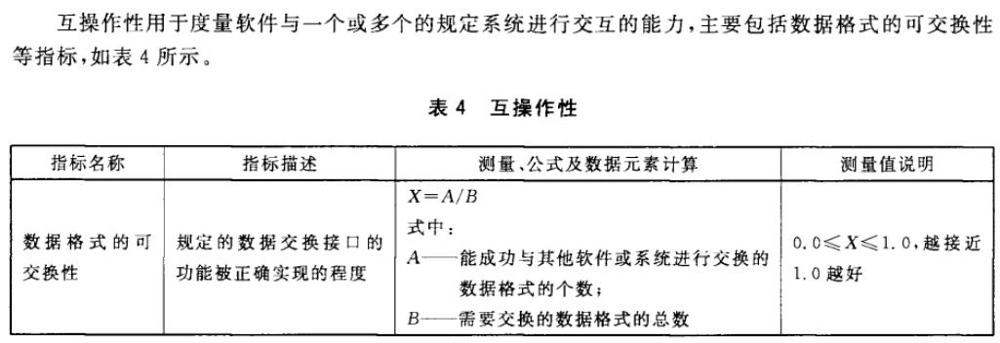 互操作性用于度量软件与一个或多个的规定系统进行交互的能力,主要包括数据格式的可交换性
等指标,如表 4 所示。
表 4 互操作性
指标名称
指标描述
测量、公式及数据元素计算
测量值说明
数据格式的可
交换性
规定的数据交换接口的
功能被正确实现的程度
X=A/B
式中:
A——能成功与其他软件或系统进行交换的
数据格式的个数;
B——需要交换的数据格式的总数
0.0≤X≤1.0,越接近
1.0 越好